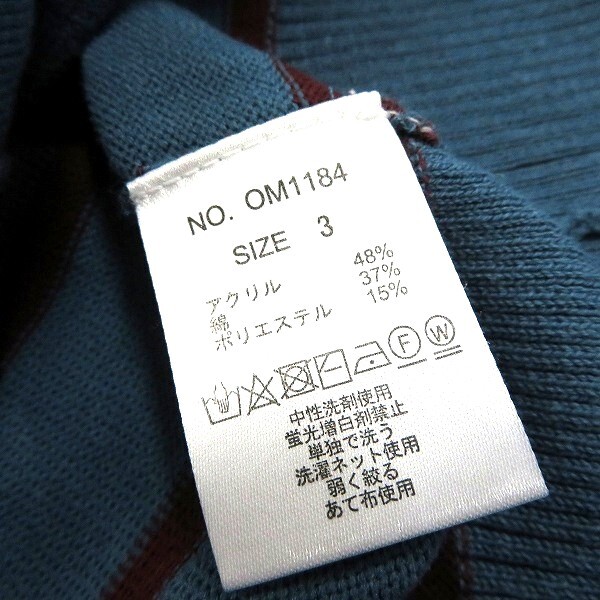 NO. OM1184
SIZE 3
アクリル 48%
綿 37%
ポリエステル 15%
F W
中性洗剤使用
蛍光増白剤禁止
単独で洗う
洗濯ネット使用
弱く絞る
あて布使用